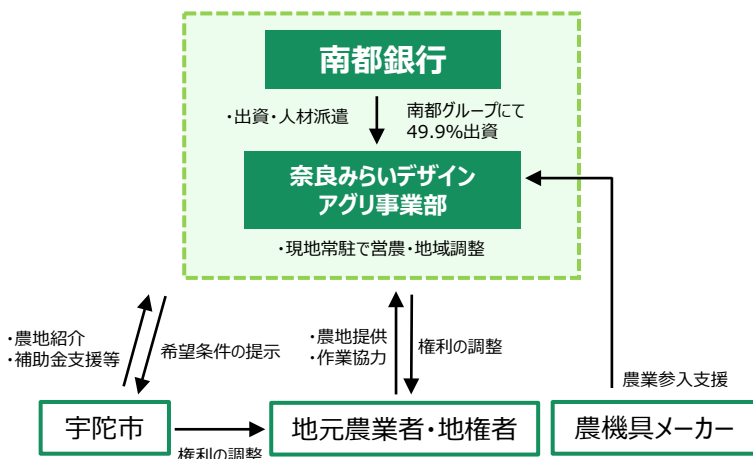 南都銀行
・出資・人材派遣
南都グループにて
49.9%出資
奈良みらいデザイン
アグリ事業部
・現地常駐で営農・地域調整
・農地紹介
・補助金支援等
希望条件の提示
・農地提供
・作業協力
権利の調整
農業参入支援
宇陀市
権利の調整
地元農業者・地権者
農機具メーカー